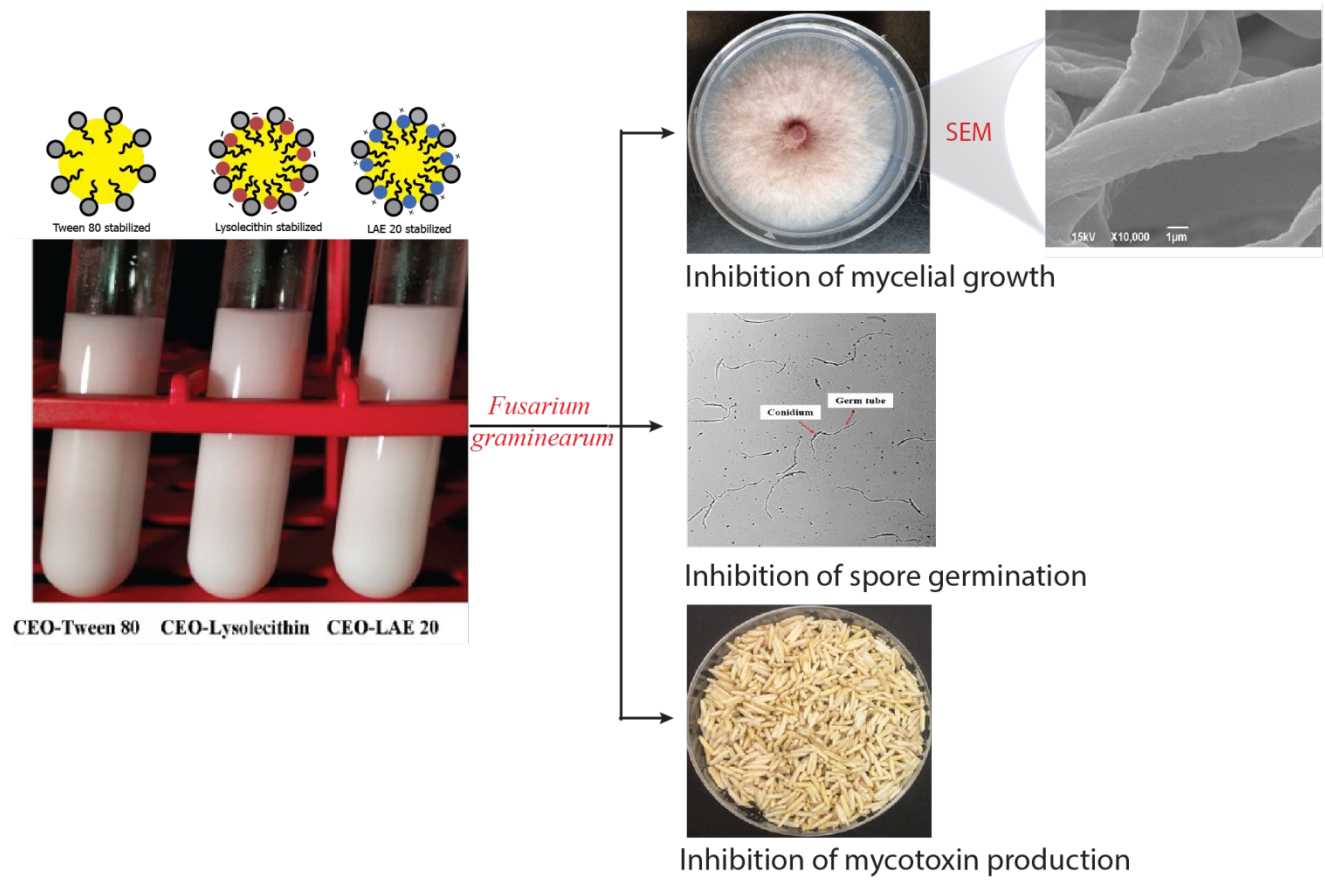 Tween 80 stabilized
Lysolecithin stabilized
LAE 20 stabilized
CEO-Tween 80
CEO-Lysolecithin
CEO-LAE 20
Fusarium
graminearum
SEM
15kV X10,000 1µm
Inhibition of mycelial growth
Conidium
Germ tube
Inhibition of spore germination
Inhibition of mycotoxin production